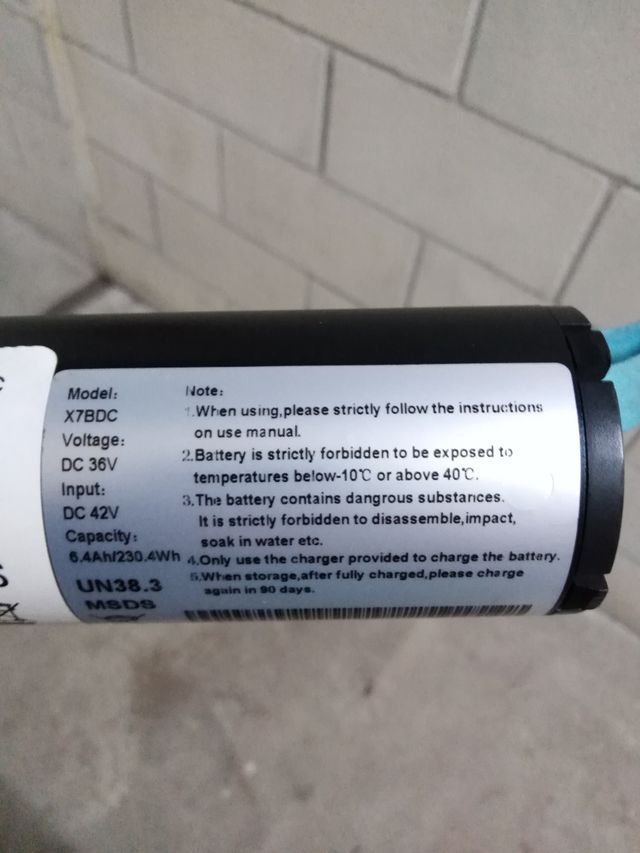 Model:
X7BDC
Voltage:
DC 36V
Input:
DC 42V
Capacity:
6.4Ah/230.4Wh
UN38.3
MSDS
Note:
1.When using,please strictly follow the instructions
on use manual.
2.Battery is strictly forbidden to be exposed to
temperatures below-10℃ or above 40℃.
3.The battery contains dangrous substances.
It is strictly forbidden to disassemble,impact,
soak in water etc.
4.Only use the charger provided to charge the battery.
5.When storage,after fully charged,please charge
again in 90 days.